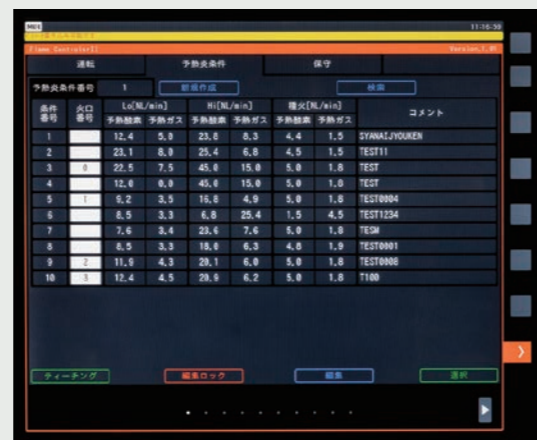 MDI 11:16:50
Flame Controler[] Version.1.01
運転 予熱炎条件 保守
予熱炎条件番号 1 新規作成 検索
条件番号 火口番号 Lo[NL/min] Hi[NL/min] 種火[NL/min] コメント
予熱酸素 予熱ガス 予熱酸素 予熱ガス 予熱酸素 予熱ガス
1 12.4 5.0 23.8 8.3 4.4 1.5 SYANAIJYOUKEN
2 23.1 8.0 25.4 6.8 4.5 1.5 TEST11
3 0 22.5 7.5 45.0 15.0 5.0 1.8 TEST
4 12.0 0.0 45.0 15.0 5.0 1.8 TEST
5 1 9.2 3.5 16.8 4.9 5.0 1.8 TEST0004
6 8.5 3.3 6.8 25.4 1.5 4.5 TEST1234
7 7.6 3.4 23.6 7.6 5.0 1.8 TESW
8 8.5 3.3 18.0 6.3 4.8 1.9 TEST0001
9 2 11.9 4.3 20.1 6.0 5.0 1.8 TEST0008
10 3 12.4 4.5 20.9 6.2 5.0 1.8 T100
ティーチング 編集ロック 編集 選択